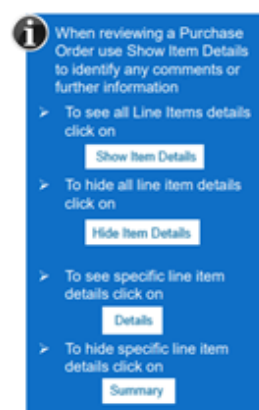 i When reviewing a Purchase
Order use Show Item Details
to identify any comments or
further information
➢ To see all Line Items details
click on
Show Item Details
➢ To hide all line item details
click on
Hide Item Details
➢ To see specific line item
details click on
Details
➢ To hide specific line item
details click on
Summary